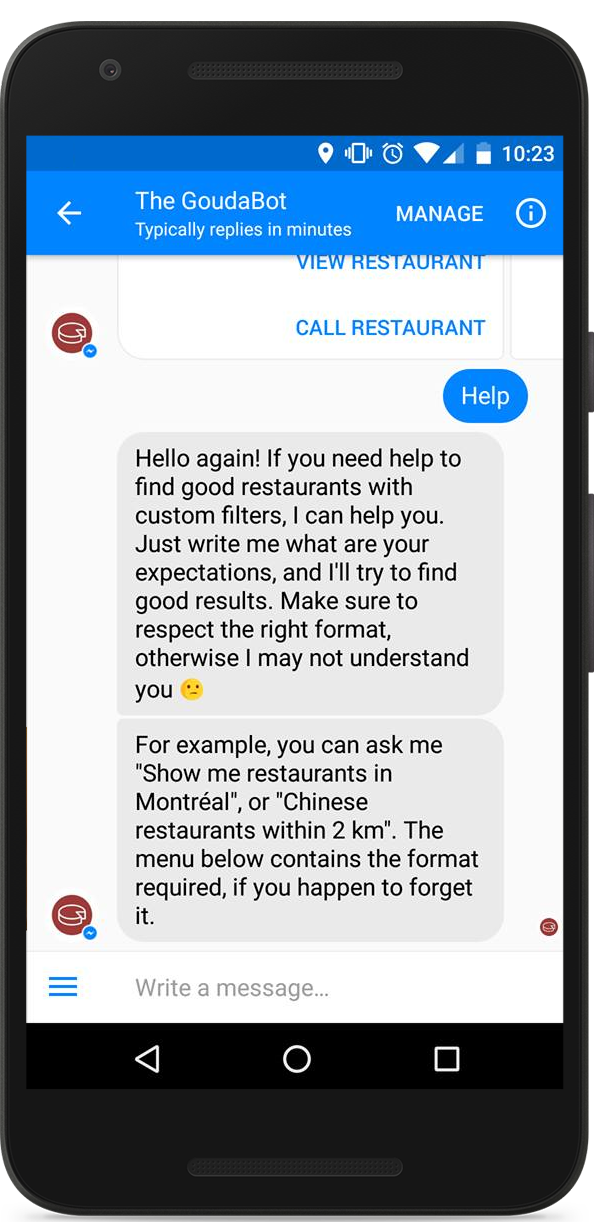 10:23
The GoudaBot
Typically replies in minutes
MANAGE
VIEW RESTAURANT
CALL RESTAURANT
Help
Hello again! If you need help to
find good restaurants with
custom filters, I can help you.
Just write me what are your
expectations, and I'll try to find
good results. Make sure to
respect the right format,
otherwise I may not understand
you 😕
For example, you can ask me
"Show me restaurants in
Montréal", or "Chinese
restaurants within 2 km". The
menu below contains the format
required, if you happen to forget
it.
Write a message...